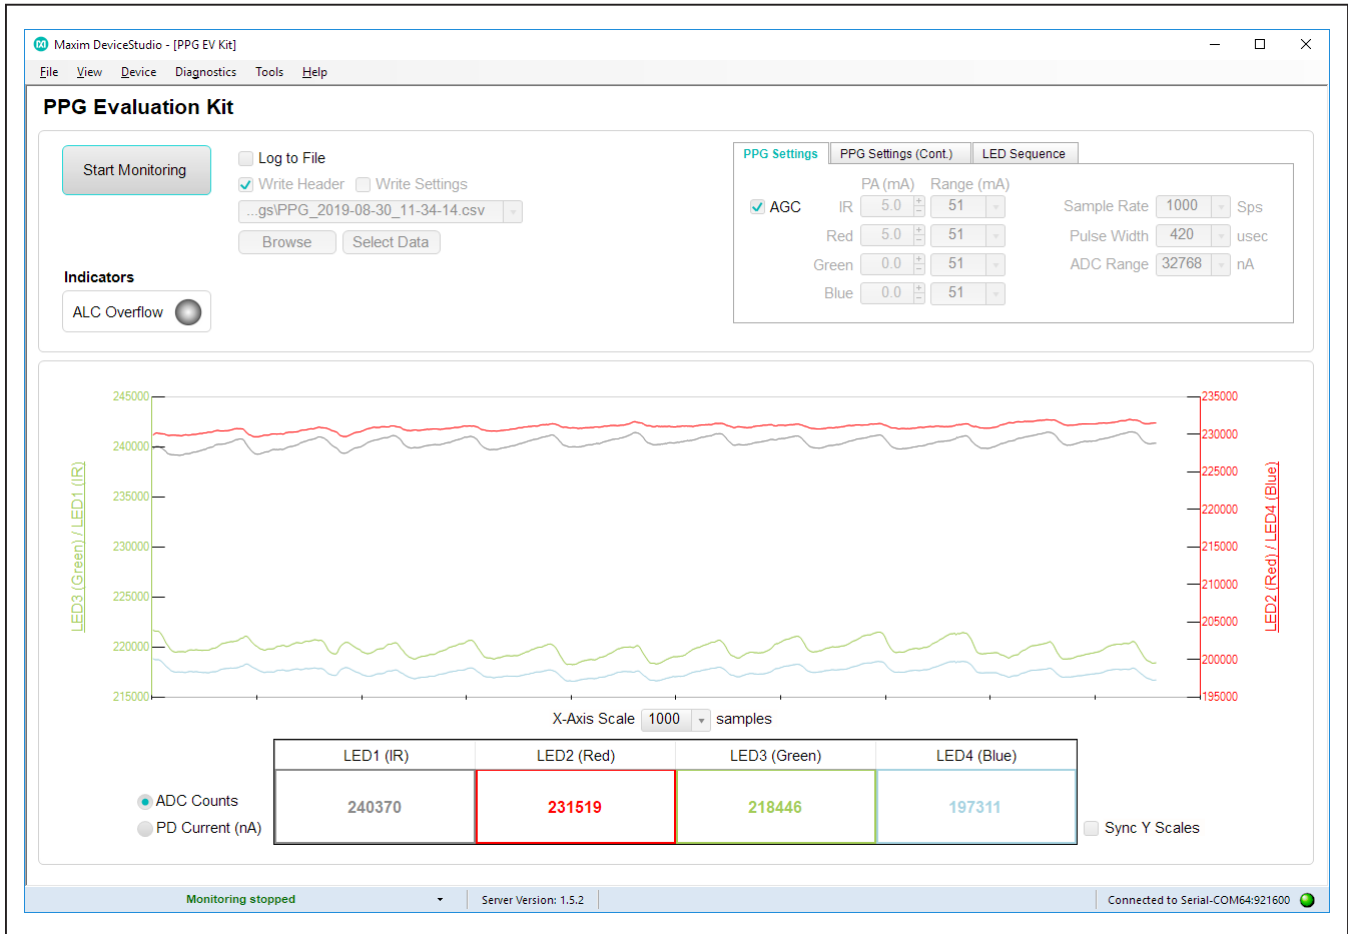 Maxim DeviceStudio - [PPG EV Kit]
File View Device Diagnostics Tools Help
PPG Evaluation Kit
Start Monitoring
Log to File
Write Header Write Settings
...gs\PPG_2019-08-30_11-34-14.csv
Browse Select Data
Indicators
ALC Overflow
PPG Settings PPG Settings (Cont.) LED Sequence
PA (mA) Range (mA)
AGC IR 5.0 51 Sample Rate 1000 Sps
Red 5.0 51 Pulse Width 420 usec
Green 0.0 51 ADC Range 32768 nA
Blue 0.0 51
LED3 (Green) / LED1 (IR)
245000
240000
235000
230000
225000
220000
215000
235000
230000
225000
220000
215000
210000
205000
200000
195000
LED2 (Red) / LED4 (Blue)
X-Axis Scale 1000 samples
LED1 (IR) LED2 (Red) LED3 (Green) LED4 (Blue)
ADC Counts
PD Current (nA)
240370 231519 218446 197311
Sync Y Scales
Monitoring stopped Server Version: 1.5.2 Connected to Serial-COM64:921600